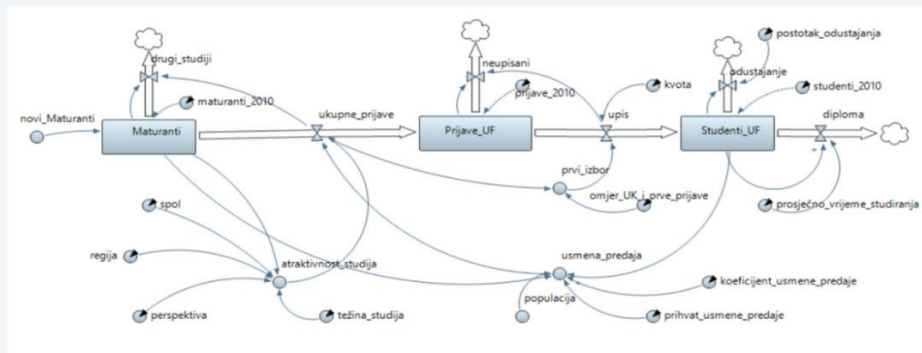 drugi_studiji
neupisani
odustajanje
postotak_odustajanja
maturanti_2010
prijave_2010
kvota
studenti_2010
novi_Maturanti
Maturanti
ukupne_prijave
Prijave_UF
upis
Studenti_UF
diploma
prvi_izbor
omjer_UK_i_prve_prijave
prosječno_vrijeme_studiranja
spol
regija
atraktivnost_studija
usmena_predaja
koeficijent_usmene_predaje
populacija
perspektiva
težina_studija
prihvat_usmene_predaje